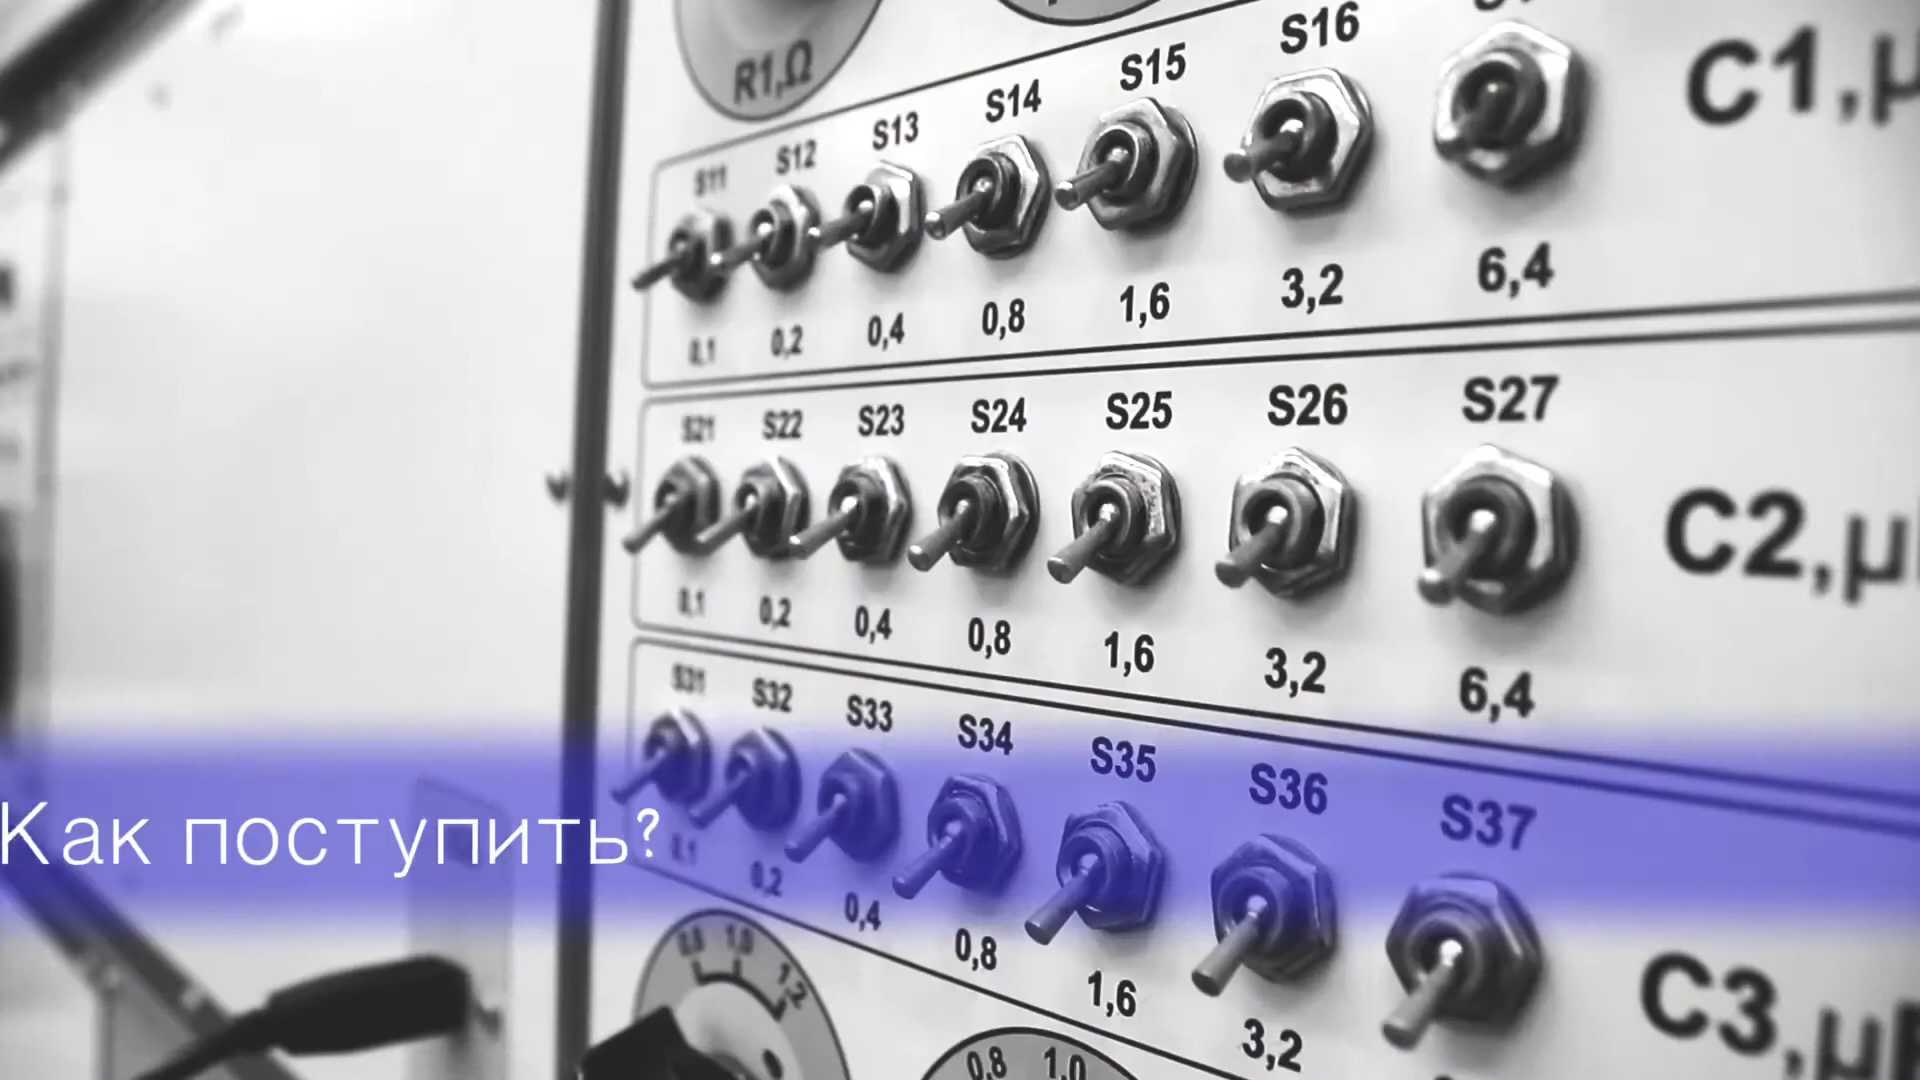 R1,Ω
S11 S12 S13 S14 S15 S16
0,1 0,2 0,4 0,8 1,6 3,2 6,4
C1,µ
S21 S22 S23 S24 S25 S26 S27
0,1 0,2 0,4 0,8 1,6 3,2 6,4
C2,µ
S31 S32 S33 S34 S35 S36 S37
0,1 0,2 0,4 0,8 1,6 3,2
C3,µ
Как поступить?
0,8 1,0 1,2
0,8 1,0